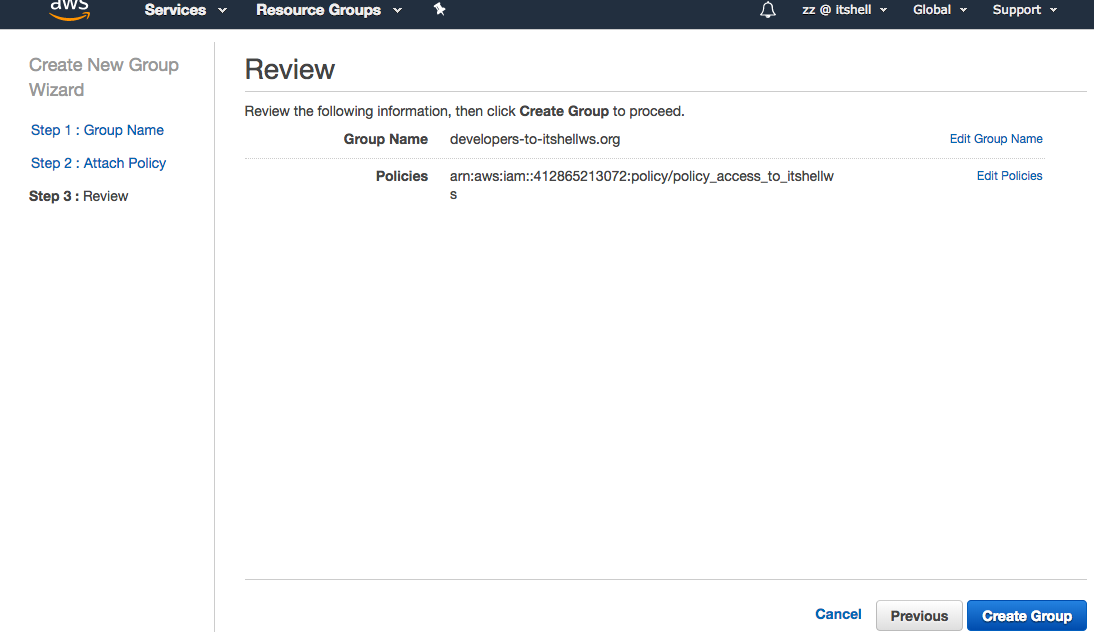 aws Services Resource Groups zz @ itshell Global Support
Create New Group
Wizard
Step 1 : Group Name
Step 2 : Attach Policy
Step 3 : Review
Review
Review the following information, then click Create Group to proceed.
Group Name developers-to-itshellws.org Edit Group Name
Policies arn:aws:iam::412865213072:policy/policy_access_to_itshellw Edit Policies
s
Cancel Previous Create Group